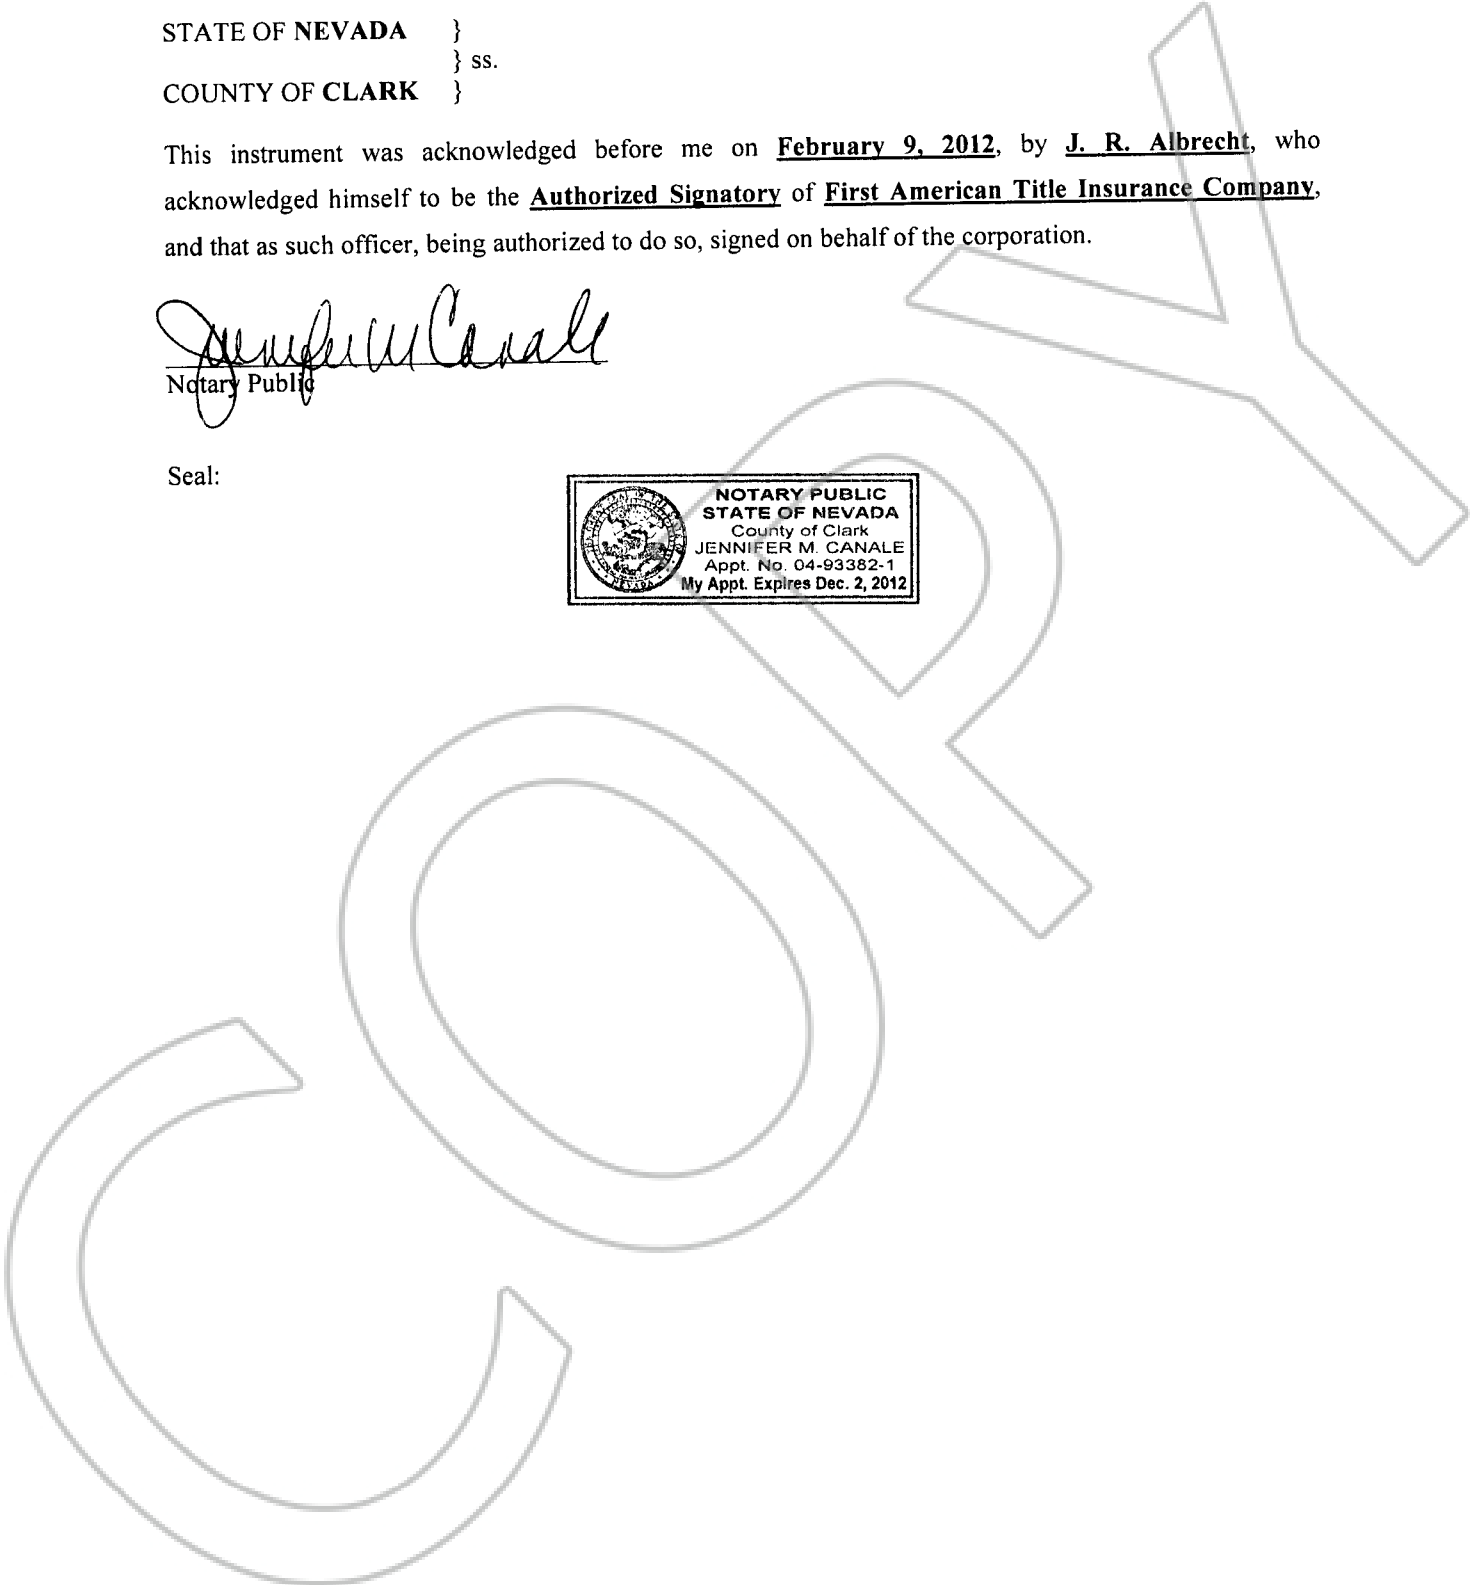 STATE OF NEVADA }
} ss.
COUNTY OF CLARK }
This instrument was acknowledged before me on February 9, 2012, by J. R. Albrecht, who
acknowledged himself to be the Authorized Signatory of First American Title Insurance Company,
and that as such officer, being authorized to do so, signed on behalf of the corporation.
Jennifer M Canale
Notary Public
Seal:
NOTARY PUBLIC
STATE OF NEVADA
County of Clark
JENNIFER M. CANALE
Appt. No. 04-93382-1
My Appt. Expires Dec. 2, 2012
NEVADA
COPY